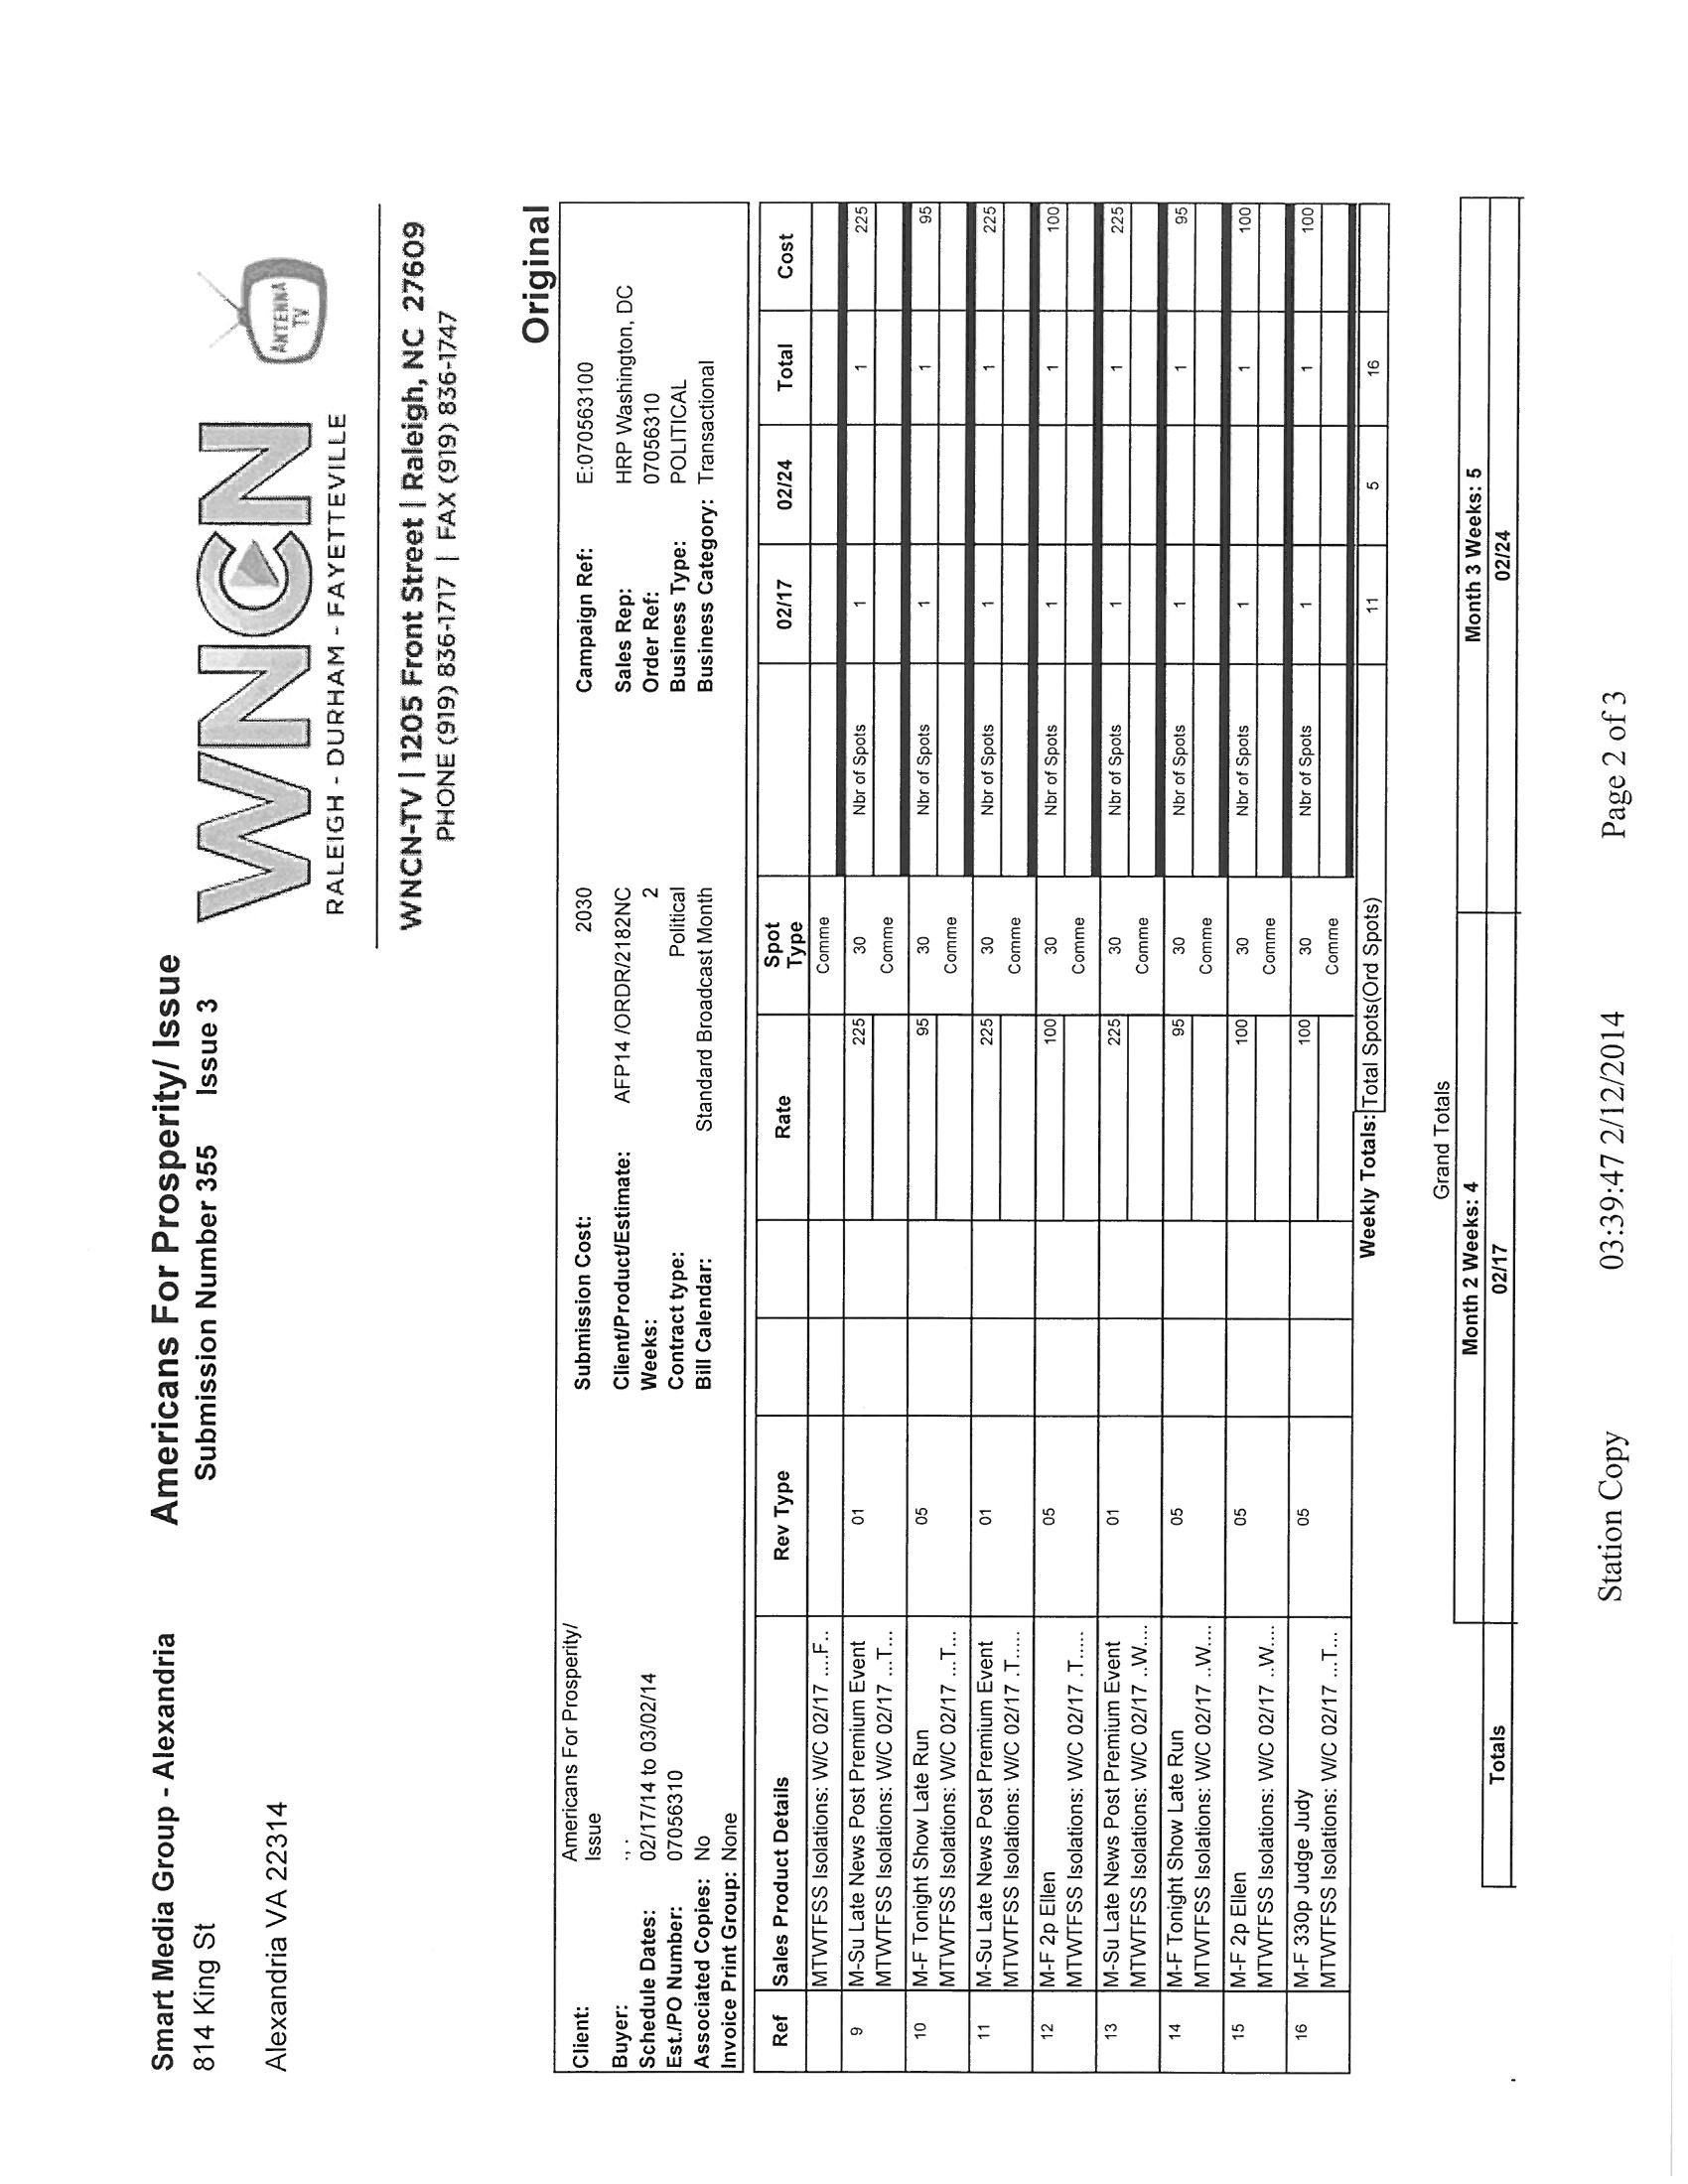 Smart Media Group - Alexandria
814 King St
Alexandria VA 22314
Americans For Prosperity/ Issue
Submission Number 355 Issue 3
WNCN
RALEIGH - DURHAM - FAYETTEVILLE
ANTENNA TV
WNCN-TV | 1205 Front Street | Raleigh, NC 27609
PHONE (919) 836-1717 | FAX (919) 836-1747
Original
Client: Americans For Prosperity/ Issue Submission Cost: 2030 Campaign Ref: E:070563100
Buyer: ., . Client/Product/Estimate: AFP14 /ORDR/2182NC Sales Rep: HRP Washington, DC
Schedule Dates: 02/17/14 to 03/02/14 Weeks: 2 Order Ref: 07056310
Est./PO Number: 07056310 Contract type: Political Business Type: POLITICAL
Associated Copies: No Bill Calendar: Standard Broadcast Month Business Category: Transactional
Invoice Print Group: None
Ref Sales Product Details Rev Type Rate Spot Type 02/17 02/24 Total Cost
MTWTFSS Isolations: W/C 02/17 ....F.. Comme
9 M-Su Late News Post Premium Event 01 225 30 Nbr of Spots 1 1 225
MTWTFSS Isolations: W/C 02/17 ...T... Comme
10 M-F Tonight Show Late Run 05 95 30 Nbr of Spots 1 1 95
MTWTFSS Isolations: W/C 02/17 ...T... Comme
11 M-Su Late News Post Premium Event 01 225 30 Nbr of Spots 1 1 225
MTWTFSS Isolations: W/C 02/17 .T..... Comme
12 M-F 2p Ellen 05 100 30 Nbr of Spots 1 1 100
MTWTFSS Isolations: W/C 02/17 .T..... Comme
13 M-Su Late News Post Premium Event 01 225 30 Nbr of Spots 1 1 225
MTWTFSS Isolations: W/C 02/17 ..W.... Comme
14 M-F Tonight Show Late Run 05 95 30 Nbr of Spots 1 1 95
MTWTFSS Isolations: W/C 02/17 ..W.... Comme
15 M-F 2p Ellen 05 100 30 Nbr of Spots 1 1 100
MTWTFSS Isolations: W/C 02/17 ..W.... Comme
16 M-F 330p Judge Judy 05 100 30 Nbr of Spots 1 1 100
MTWTFSS Isolations: W/C 02/17 ...T... Comme
Weekly Totals: Total Spots(Ord Spots) 11 5 16
Grand Totals
Month 2 Weeks: 4 Month 3 Weeks: 5
Totals 02/17 02/24
Station Copy 03:39:47 2/12/2014 Page 2 of 3